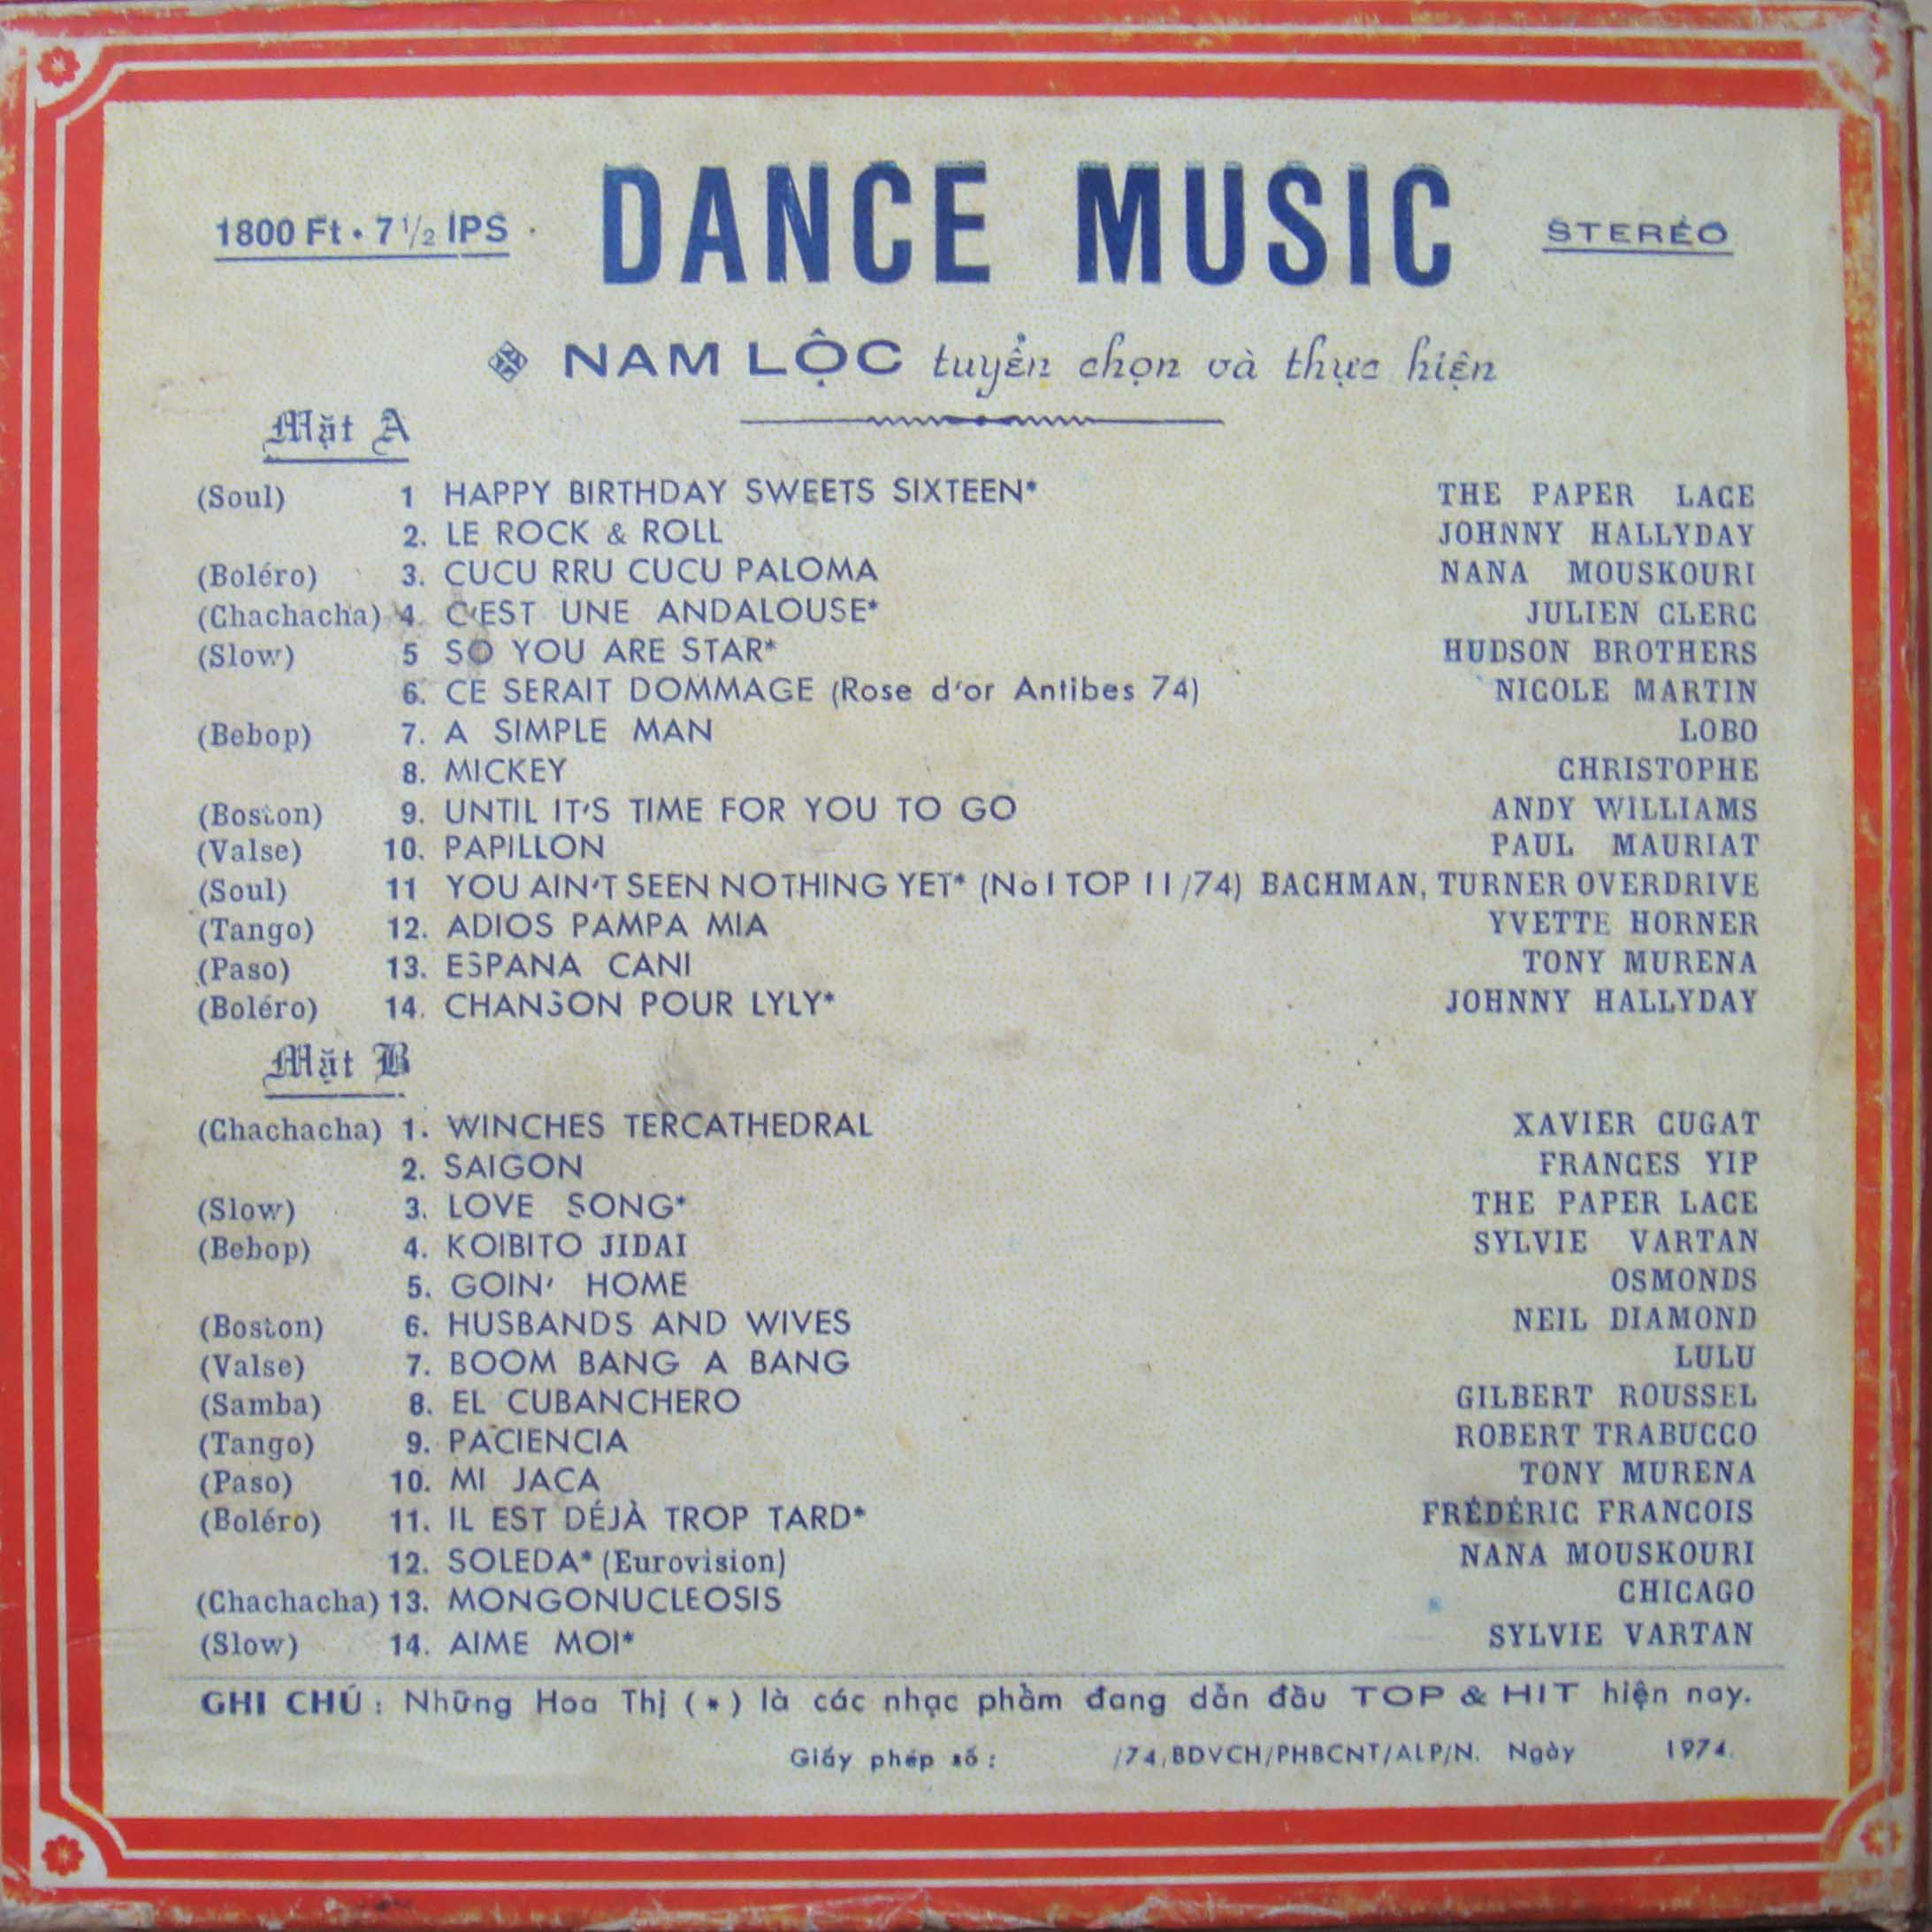 1800 Ft • 7 1/2 IPS DANCE MUSIC STÉRÉO
NAM LỘC tuyển chọn và thực hiện
Mặt A
(Soul) 1 HAPPY BIRTHDAY SWEETS SIXTEEN* THE PAPER LACE
2. LE ROCK & ROLL JOHNNY HALLYDAY
(Boléro) 3. CUCU RRU CUCU PALOMA NANA MOUSKOURI
(Chachacha) 4. C'EST UNE ANDALOUSE* JULIEN CLERC
(Slow) 5 SO YOU ARE STAR* HUDSON BROTHERS
6. CE SERAIT DOMMAGE (Rose d'or Antibes 74) NICOLE MARTIN
(Bebop) 7. A SIMPLE MAN LOBO
8. MICKEY CHRISTOPHE
(Boston) 9. UNTIL IT'S TIME FOR YOU TO GO ANDY WILLIAMS
(Valse) 10. PAPILLON PAUL MAURIAT
(Soul) 11 YOU AIN'T SEEN NOTHING YET* (No 1 TOP 11/74) BACHMAN, TURNER OVERDRIVE
(Tango) 12. ADIOS PAMPA MIA YVETTE HORNER
(Paso) 13. ESPANA CANI TONY MURENA
(Boléro) 14. CHANSON POUR LYLY* JOHNNY HALLYDAY
Mặt B
(Chachacha) 1. WINCHES TERCATHEDRAL XAVIER CUGAT
2. SAIGON FRANCES YIP
(Slow) 3. LOVE SONG* THE PAPER LACE
(Bebop) 4. KOIBITO JIDAI SYLVIE VARTAN
5. GOIN' HOME OSMONDS
(Boston) 6. HUSBANDS AND WIVES NEIL DIAMOND
(Valse) 7. BOOM BANG A BANG LULU
(Samba) 8. EL CUBANCHERO GILBERT ROUSSEL
(Tango) 9. PACIENCIA ROBERT TRABUCCO
(Paso) 10. MI JACA TONY MURENA
(Boléro) 11. IL EST DÉJÀ TROP TARD* FRÉDÉRIC FRANCOIS
12. SOLEDA* (Eurovision) NANA MOUSKOURI
(Chachacha) 13. MONGONUCLEOSIS CHICAGO
(Slow) 14. AIME MOI* SYLVIE VARTAN
GHI CHÚ : Những Hoa Thị (*) là các nhạc phẩm đang dẫn đầu TOP & HIT hiện nay.
Giấy phép số : /74/BDVCH/PHBCNT/ALP/N. Ngày 1974.